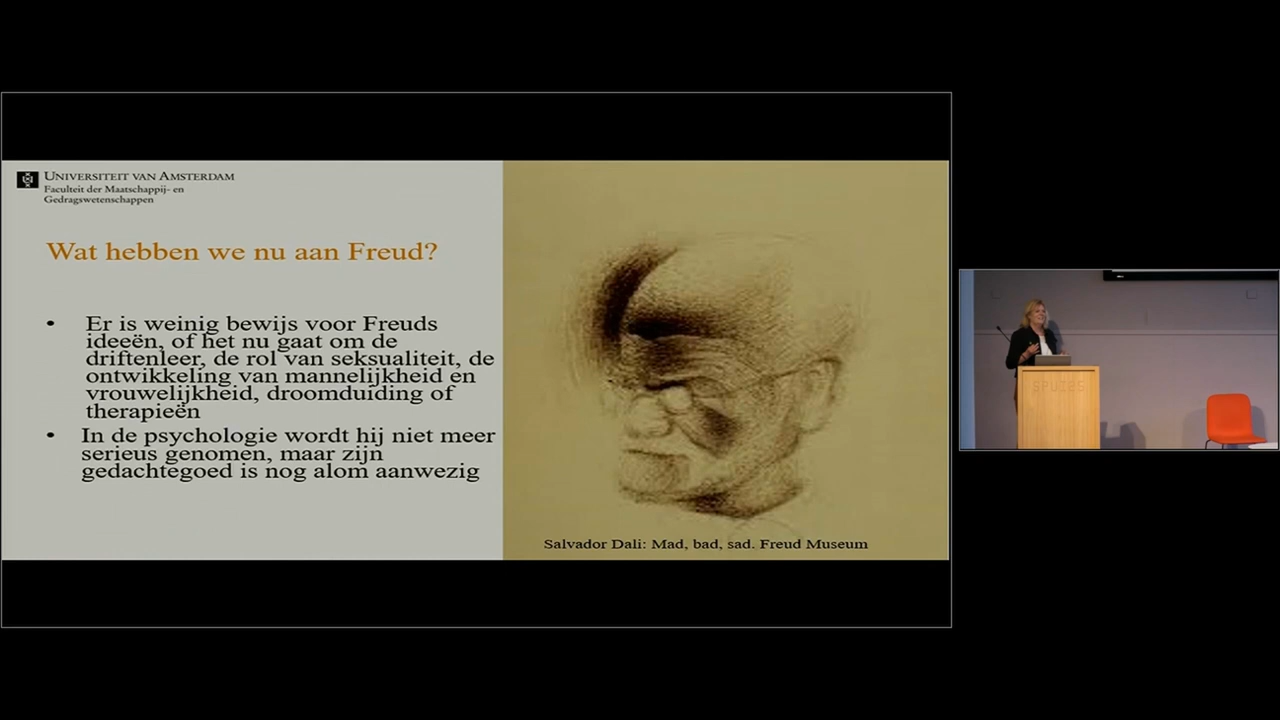 UNIVERSITEIT VAN AMSTERDAM
Faculteit der Maatschappij- en
Gedragswetenschappen
Wat hebben we nu aan Freud?
• Er is weinig bewijs voor Freuds
ideeën, of het nu gaat om de
driftenleer, de rol van seksualiteit, de
ontwikkeling van mannelijkheid en
vrouwelijkheid, droomduiding of
therapieën
• In de psychologie wordt hij niet meer
serieus genomen, maar zijn
gedachtegoed is nog alom aanwezig
Salvador Dali: Mad, bad, sad. Freud Museum
SPUI25